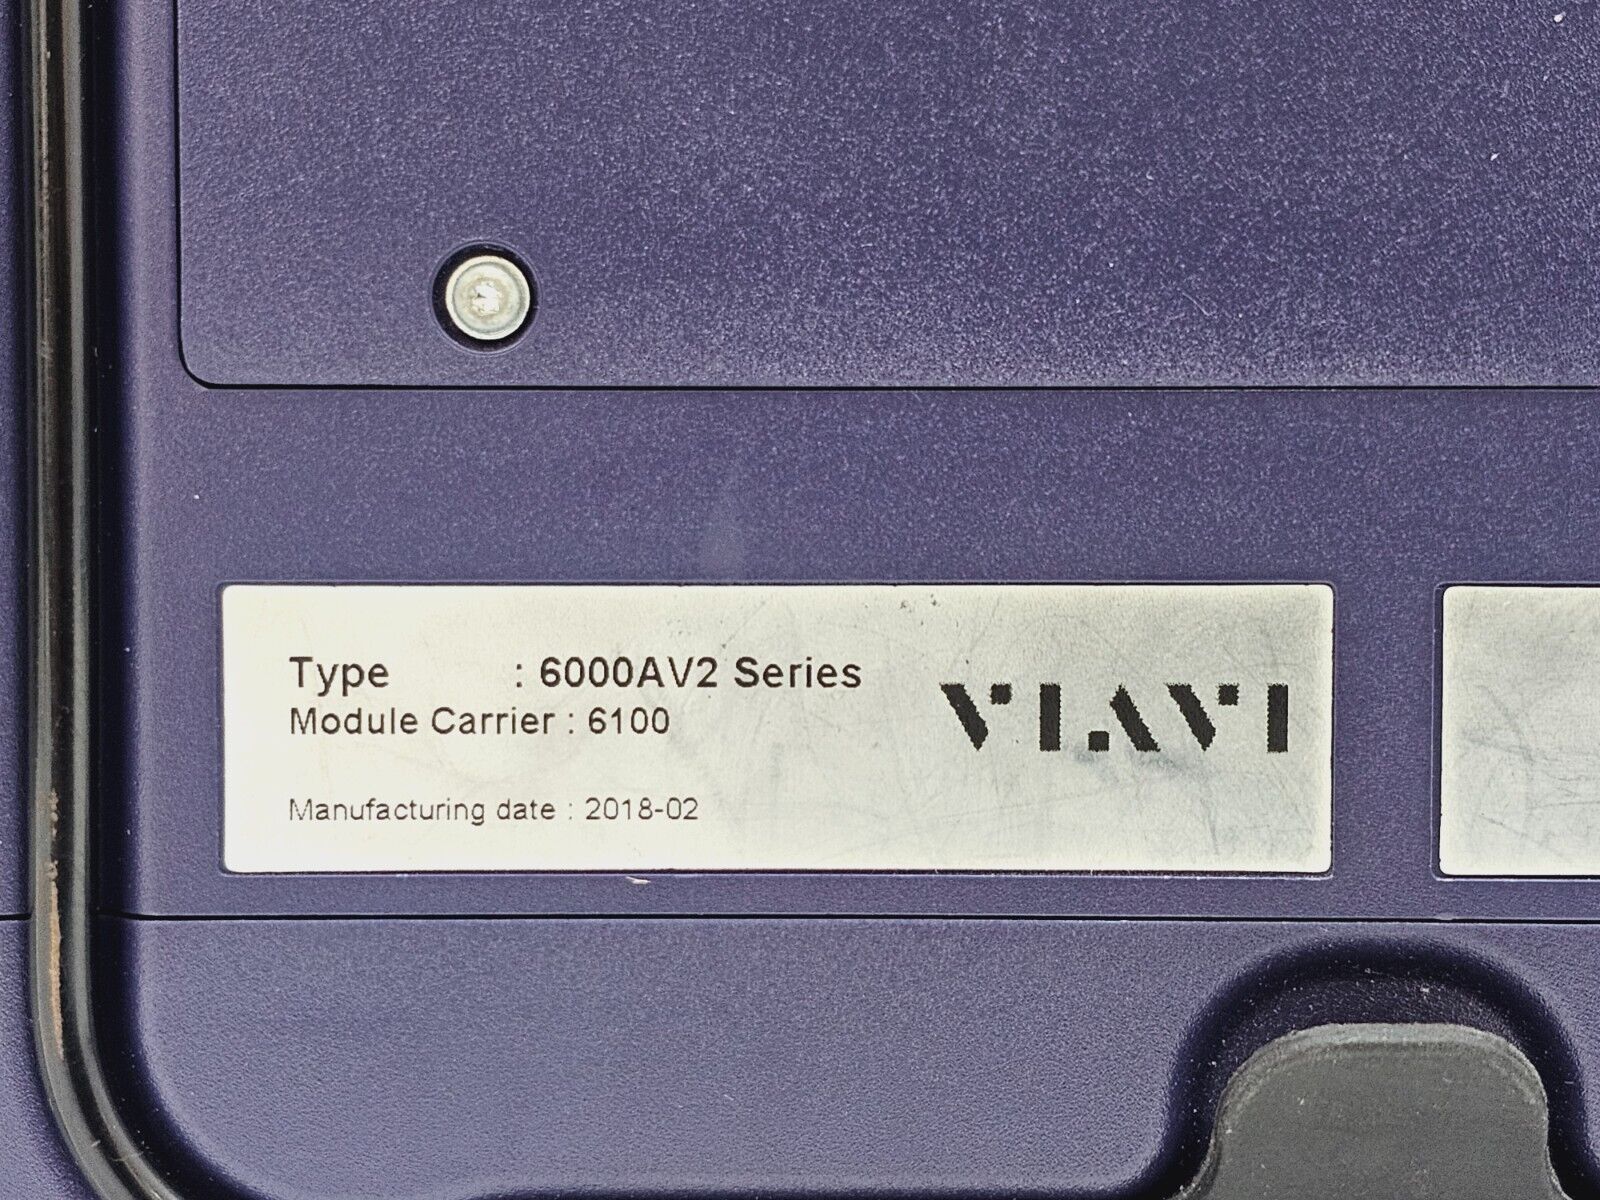 Type : 6000AV2 Series
Module Carrier : 6100
VIAVI
Manufacturing date : 2018-02